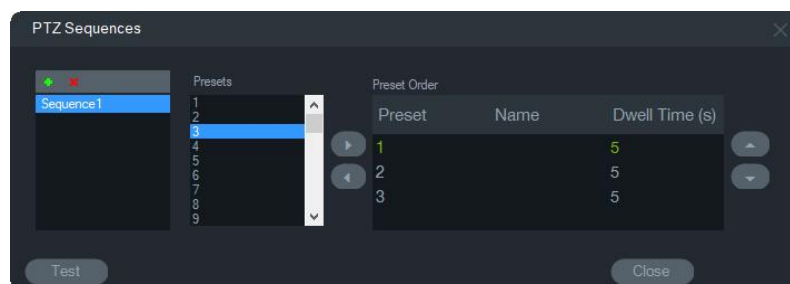 PTZ Sequences
Presets
Preset Order
Sequence1
1
2
3
4
5
6
7
8
9
Preset Name Dwell Time (s)
1 5
2 5
3 5
Test
Close